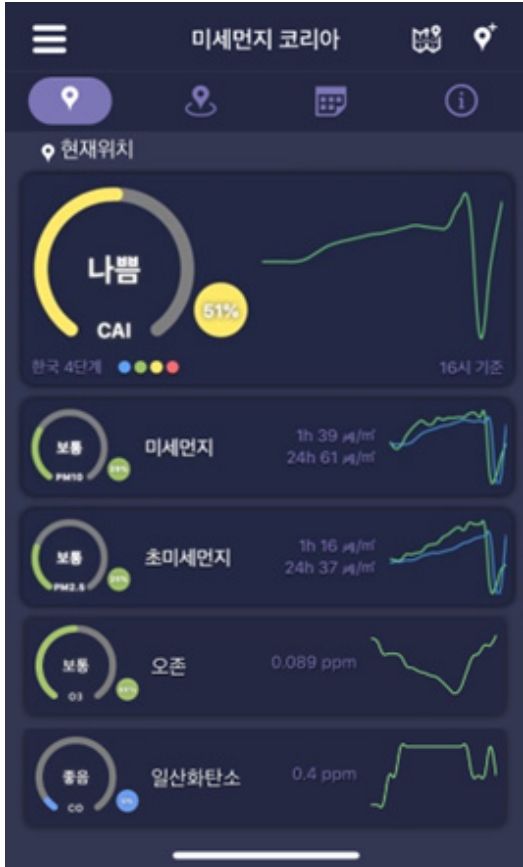 미세먼지 코리아
현재위치
나쁨
CAI
51%
한국 4단계
16시 기준
보통
PM10
미세먼지
1h 39 ㎍/㎥
24h 61 ㎍/㎥
보통
PM2.5
초미세먼지
1h 16 ㎍/㎥
24h 37 ㎍/㎥
보통
O3
오존
0.089 ppm
좋음
CO
일산화탄소
0.4 ppm